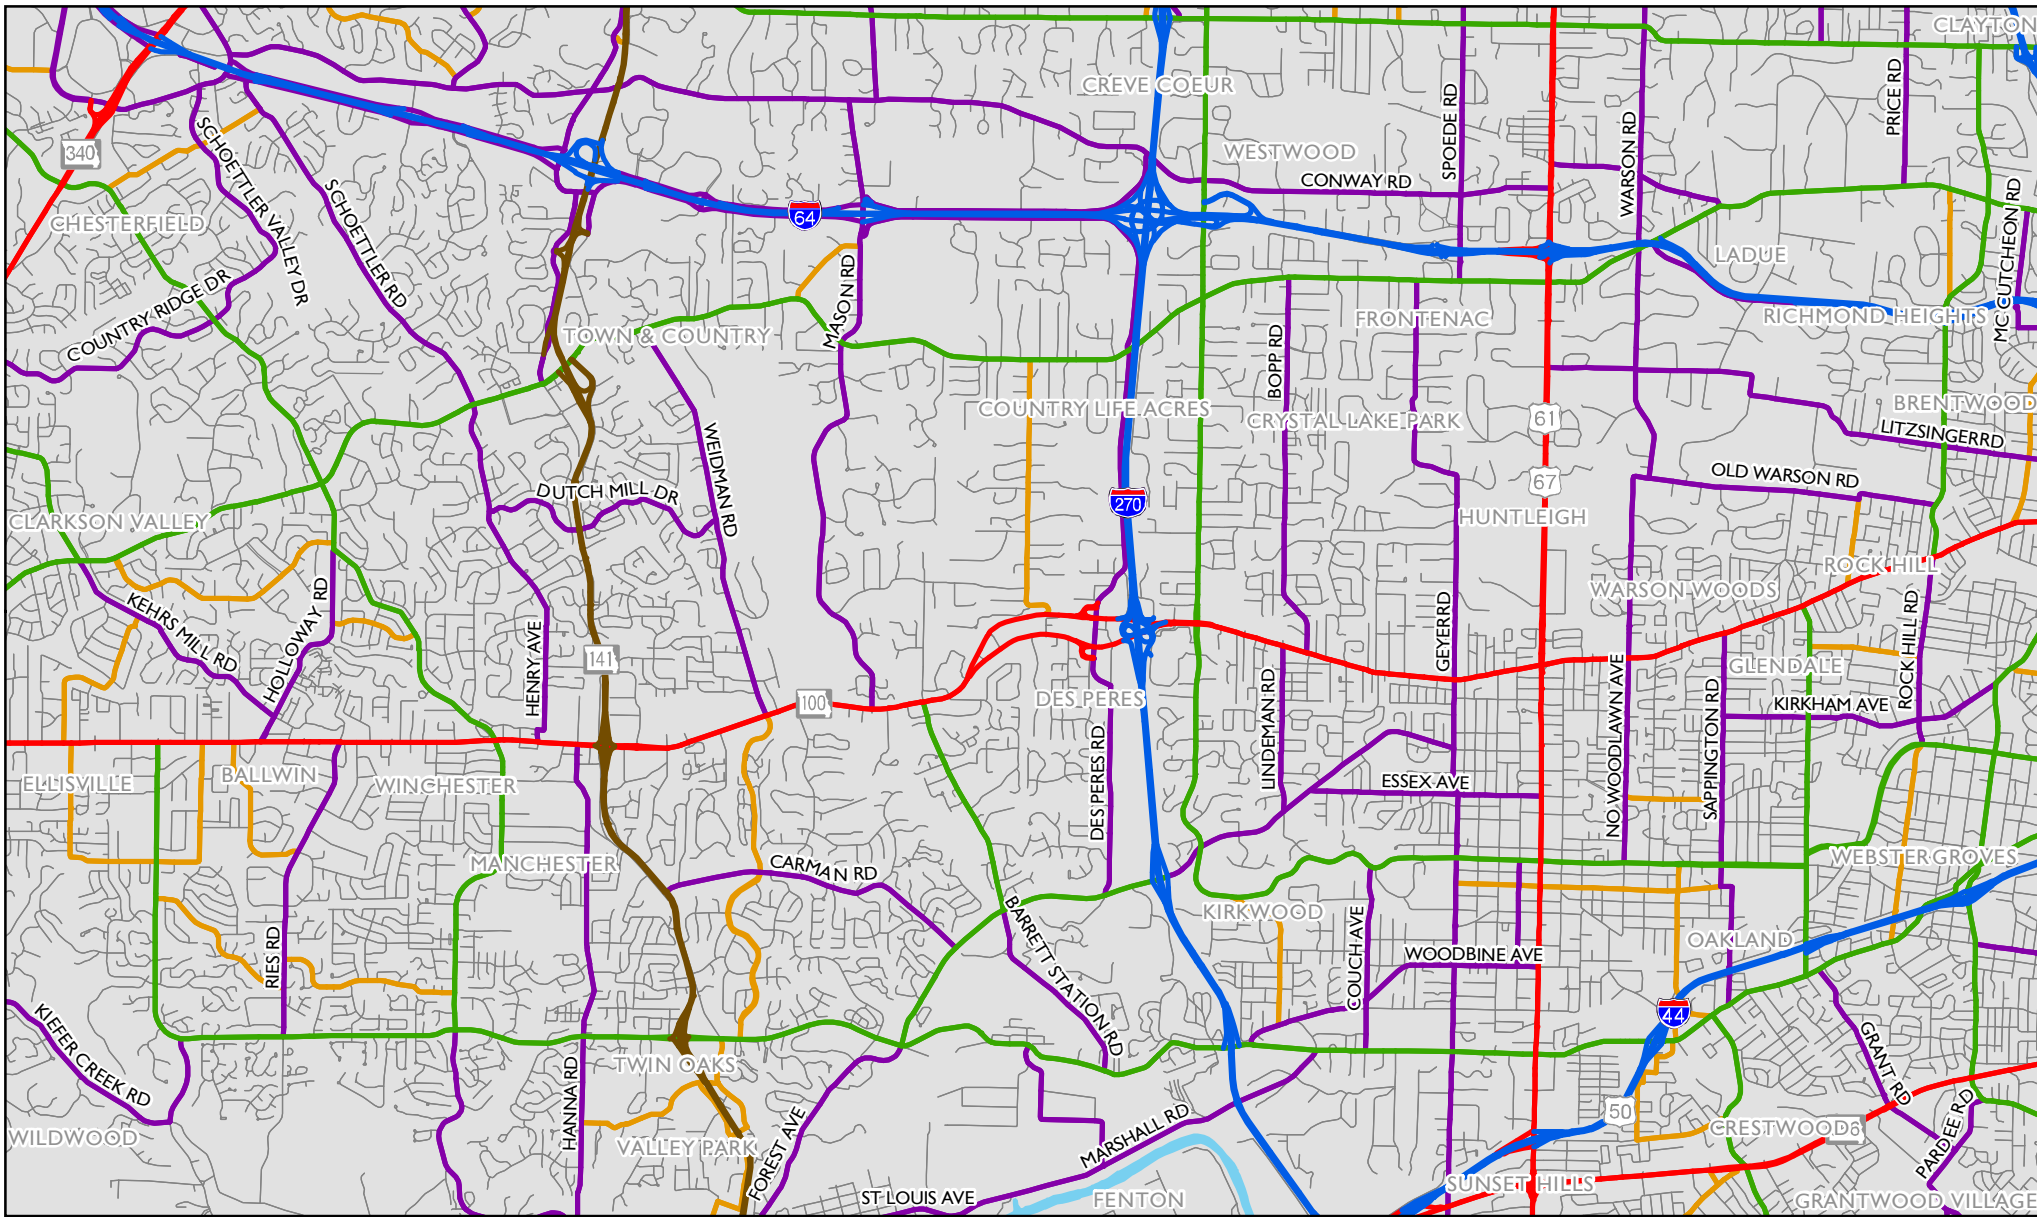 CLAYTON
CREVE COEUR
SPOEDE RD
PRICE RD
WARSON RD
340
SCHOETTLER VALLEY DR
SCHOETTLER RD
WESTWOOD
CONWAY RD
CHESTERFIELD
64
MC CUTCHEON RD
LADUE
MASON RD
COUNTRY RIDGE DR
TOWN & COUNTRY
FRONTENAC
RICHMOND HEIGHTS
BOPP RD
COUNTRY LIFE ACRES
CRYSTAL LAKE PARK
61
BRENTWOOD
LITZSINGERRD
WEIDMAN RD
OLD WARSON RD
67
DUTCH MILL DR
270
CLARKSON VALLEY
HUNTLEIGH
ROCK HILL
WARSON WOODS
KEHRS MILL RD
HOLLOWAY RD
HENRY AVE
141
GEYERRD
ROCK HILL RD
GLENDALE
NO WOODLAWN AVE
SAPPINGTON RD
KIRKHAM AVE
100
DES PERES
LINDEMAN RD
DES PERES RD
ELLISVILLE
BALLWIN
WINCHESTER
ESSEX AVE
MANCHESTER
CARMAN RD
WEBSTER GROVES
BARRETT STATION RD
KIRKWOOD
COUCH AVE
WOODBINE AVE
OAKLAND
RIES RD
44
KIEFER CREEK RD
TWIN OAKS
HANNA RD
GRANT RD
50
WILDWOOD
VALLEY PARK
FOREST AVE
MARSHALL RD
CRESTWOOD
PARDEE RD
ST LOUIS AVE
FENTON
SUNSET HILLS
GRANTWOOD VILLAGE